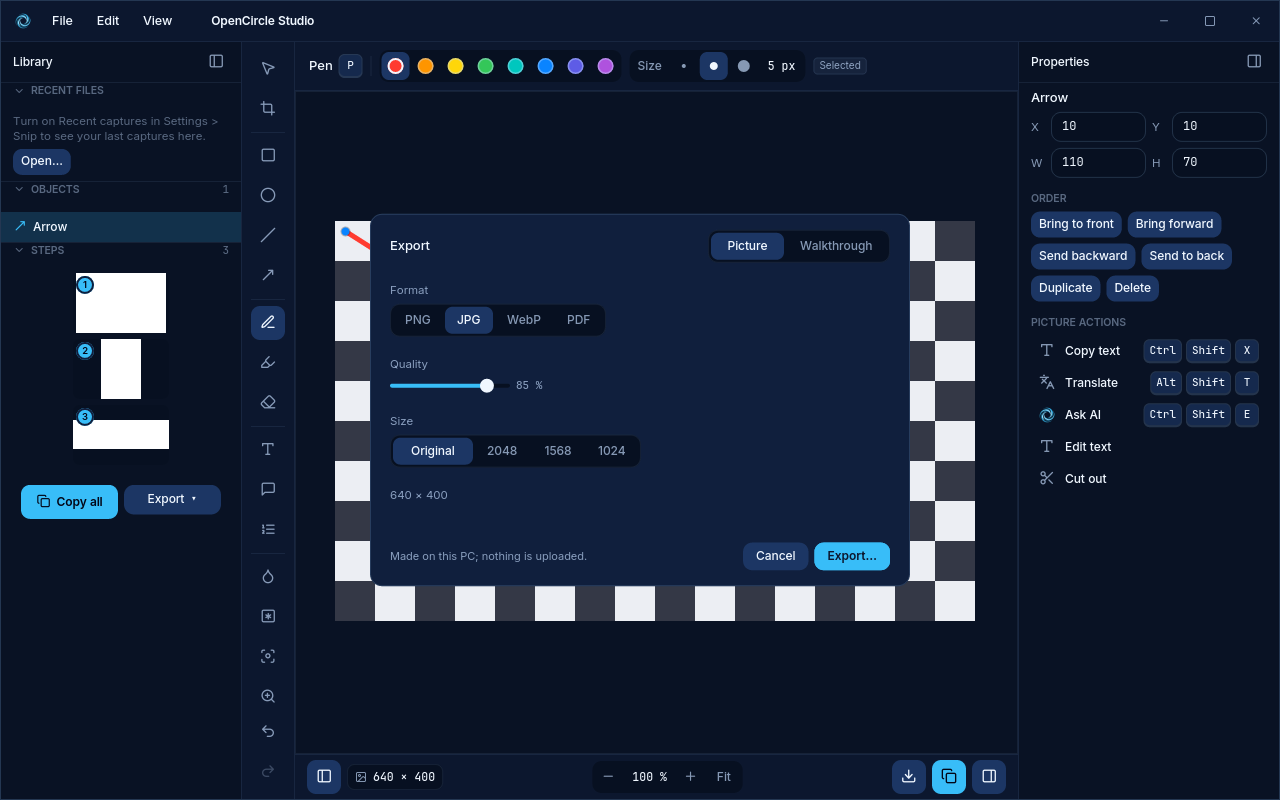 File Edit View OpenCircle Studio
Library
RECENT FILES
Turn on Recent captures in Settings >
Snip to see your last captures here.
Open...
OBJECTS 1
Arrow
STEPS 3
1
2
3
Copy all Export
Pen P Size 5 px Selected
Export Picture Walkthrough
Format
PNG JPG WebP PDF
Quality
85 %
Size
Original 2048 1568 1024
640 × 400
Made on this PC; nothing is uploaded. Cancel Export...
640 × 400 100 % Fit
Properties
Arrow
X 10 Y 10
W 110 H 70
ORDER
Bring to front Bring forward
Send backward Send to back
Duplicate Delete
PICTURE ACTIONS
Copy text Ctrl Shift X
Translate Alt Shift T
Ask AI Ctrl Shift E
Edit text
Cut out